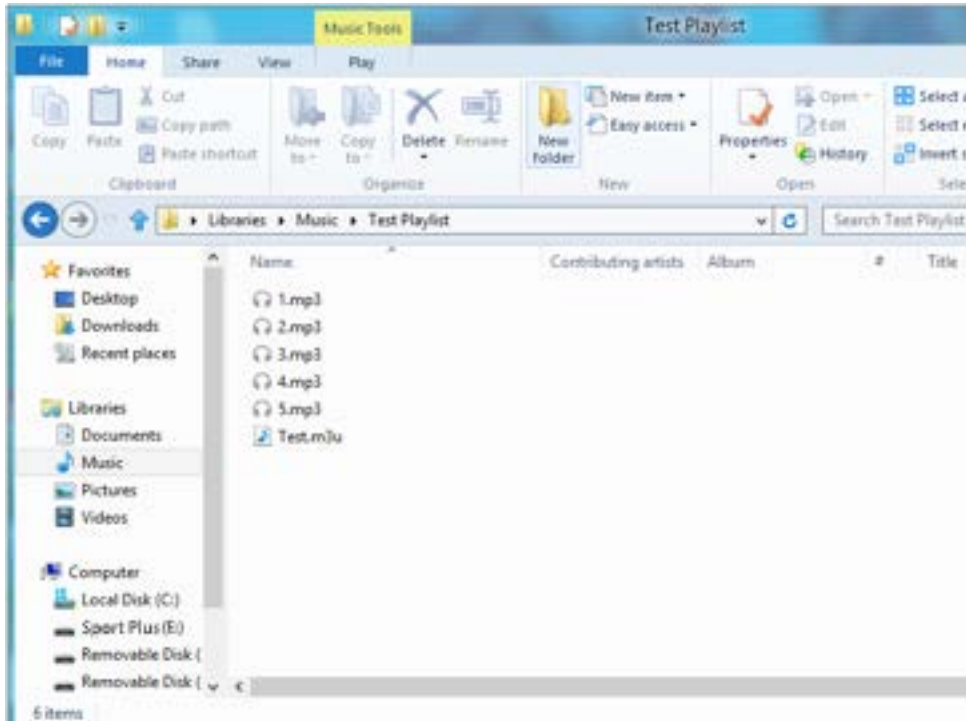 Music Tools
Test Playlist
File Home Share View Play
Copy
Paste
Cut
Copy path
Paste shortcut
Clipboard
Move to
Copy to
Delete
Rename
Organize
New folder
New item
Easy access
New
Properties
Open
Edit
History
Open
Select
Select
Invert
Libraries Music Test Playlist
Search Test Playlist
Name Contributing artists Album # Title
1.mp3
2.mp3
3.mp3
4.mp3
5.mp3
Test.m3u
Favorites
Desktop
Downloads
Recent places
Libraries
Documents
Music
Pictures
Videos
Computer
Local Disk (C:)
Sport Plus (E:)
Removable Disk (
Removable Disk (
6 items